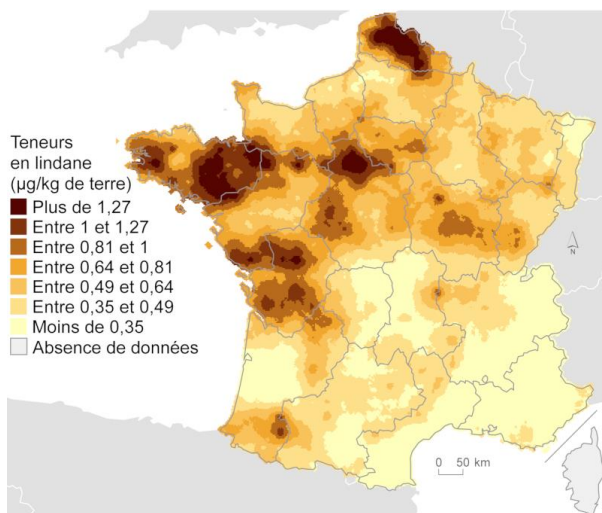 Teneurs
en lindane
(µg/kg de terre)
Plus de 1,27
Entre 1 et 1,27
Entre 0,81 et 1
Entre 0,64 et 0,81
Entre 0,49 et 0,64
Entre 0,35 et 0,49
Moins de 0,35
Absence de données
N
0 50 km